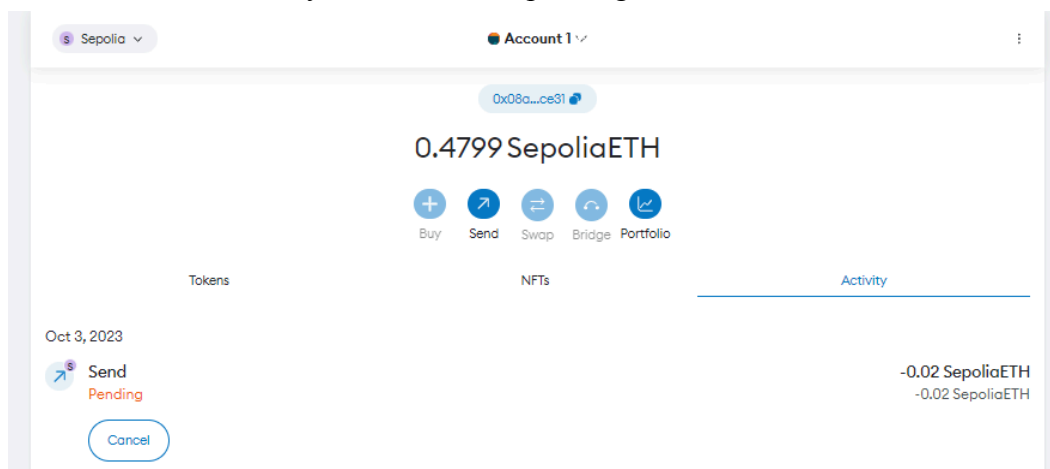 S Sepolia
Account 1
0x08a...ce31
0.4799 SepoliaETH
Buy Send Swap Bridge Portfolio
Tokens NFTs Activity
Oct 3, 2023
S
Send -0.02 SepoliaETH
Pending -0.02 SepoliaETH
Cancel